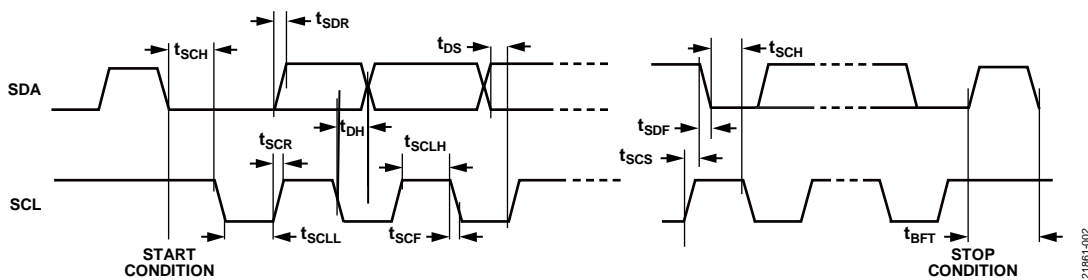 tSDR
tSCH
tDS
tSCH
SDA
tDH
tSDF
tSCR
tSCLH
tSCS
SCL
tSCLL
tSCF
tBFT
START
CONDITION
STOP
CONDITION
21861-002